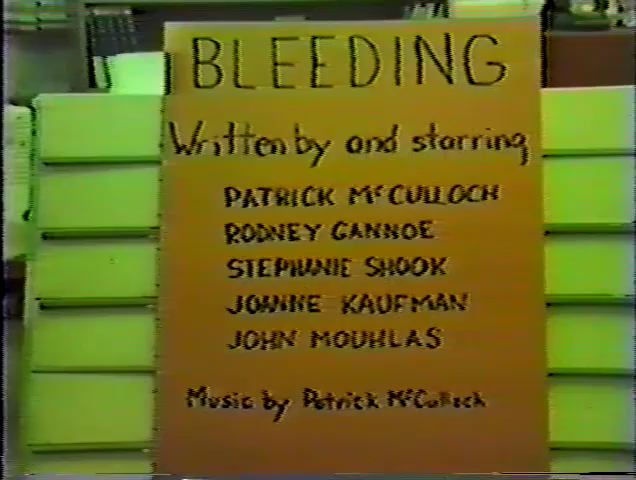 BLEEDING
Written by and starring
PATRICK McCULLOCH
RODNEY CANNOE
STEPHANIE SHOOK
JOANNE KAUFMAN
JOHN MOUHLAS
Music by Patrick McCulloch